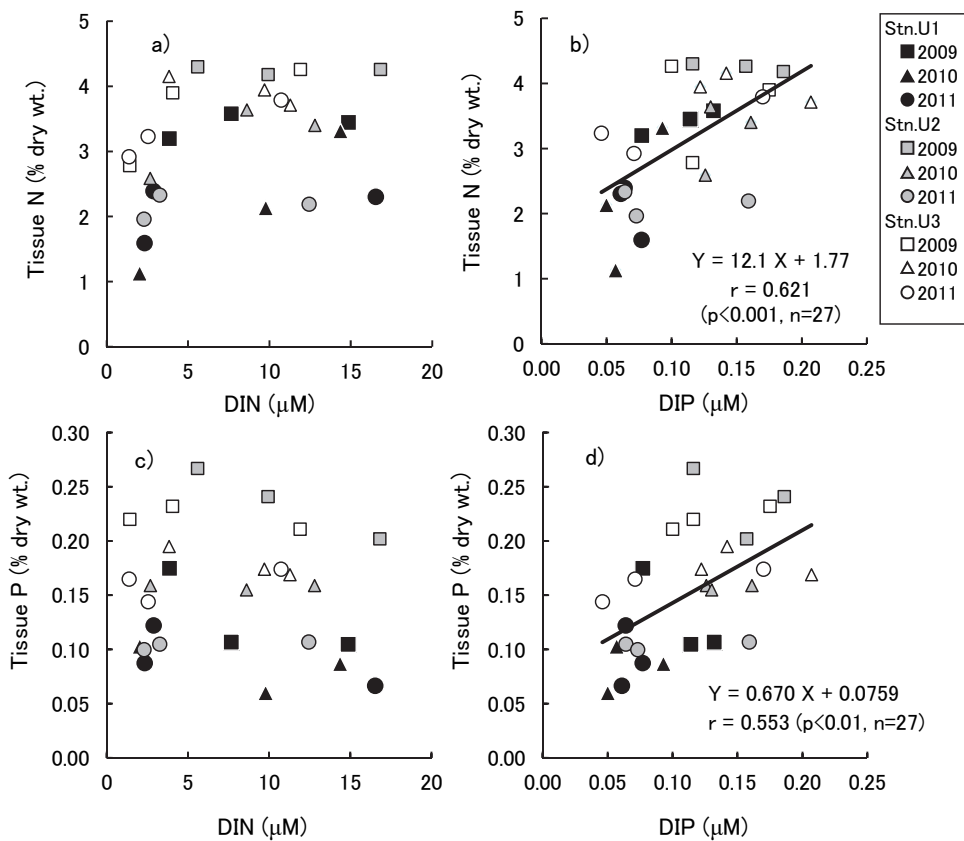 a)
5
4
3
2
1
0
Tissue N (% dry wt.)
0 5 10 15 20
DIN (μM)
b)
5
4
3
2
1
0
Tissue N (% dry wt.)
Y = 12.1 X + 1.77
r = 0.621
(p<0.001, n=27)
0.00 0.05 0.10 0.15 0.20 0.25
DIP (μM)
Stn.U1
2009
2010
2011
Stn.U2
2009
2010
2011
Stn.U3
2009
2010
2011
c)
0.30
0.25
0.20
0.15
0.10
0.05
0.00
Tissue P (% dry wt.)
0 5 10 15 20
DIN (μM)
d)
0.30
0.25
0.20
0.15
0.10
0.05
0.00
Tissue P (% dry wt.)
Y = 0.670 X + 0.0759
r = 0.553 (p<0.01, n=27)
0.00 0.05 0.10 0.15 0.20 0.25
DIP (μM)